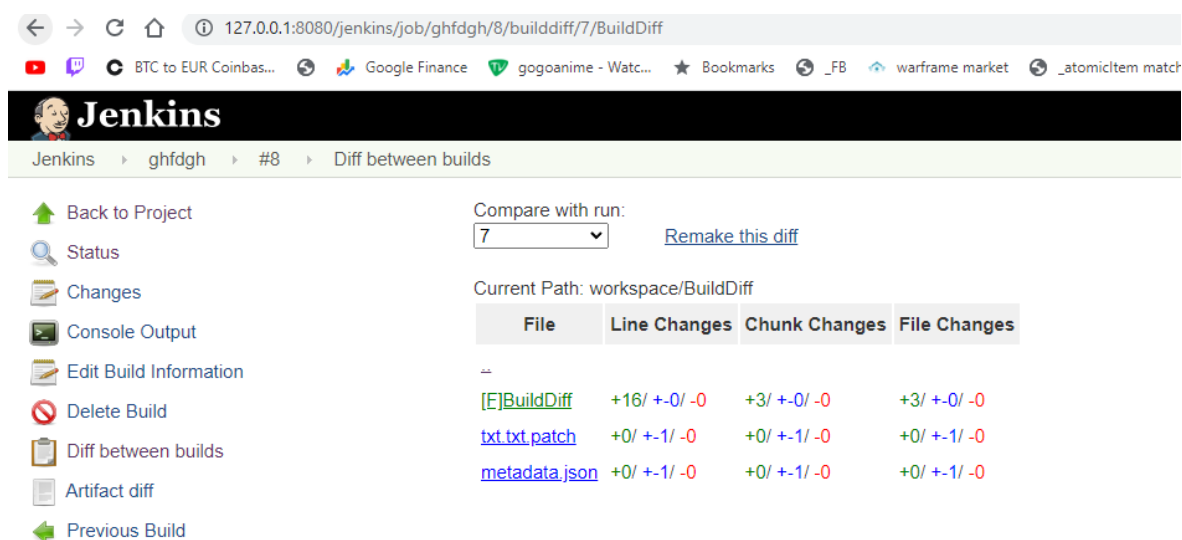 127.0.0.1:8080/jenkins/job/ghfdgh/8/builddiff/7/BuildDiff
BTC to EUR Coinbas... Google Finance gogoanime - Watc... Bookmarks _FB warframe market _atomicItem match
Jenkins
Jenkins ghfdgh #8 Diff between builds
Back to Project
Status
Changes
Console Output
Edit Build Information
Delete Build
Diff between builds
Artifact diff
Previous Build
Compare with run:
7 Remake this diff
Current Path: workspace/BuildDiff
File Line Changes Chunk Changes File Changes
..
[F]BuildDiff +16/ +-0/ -0 +3/ +-0/ -0 +3/ +-0/ -0
txt.txt.patch +0/ +-1/ -0 +0/ +-1/ -0 +0/ +-1/ -0
metadata.json +0/ +-1/ -0 +0/ +-1/ -0 +0/ +-1/ -0